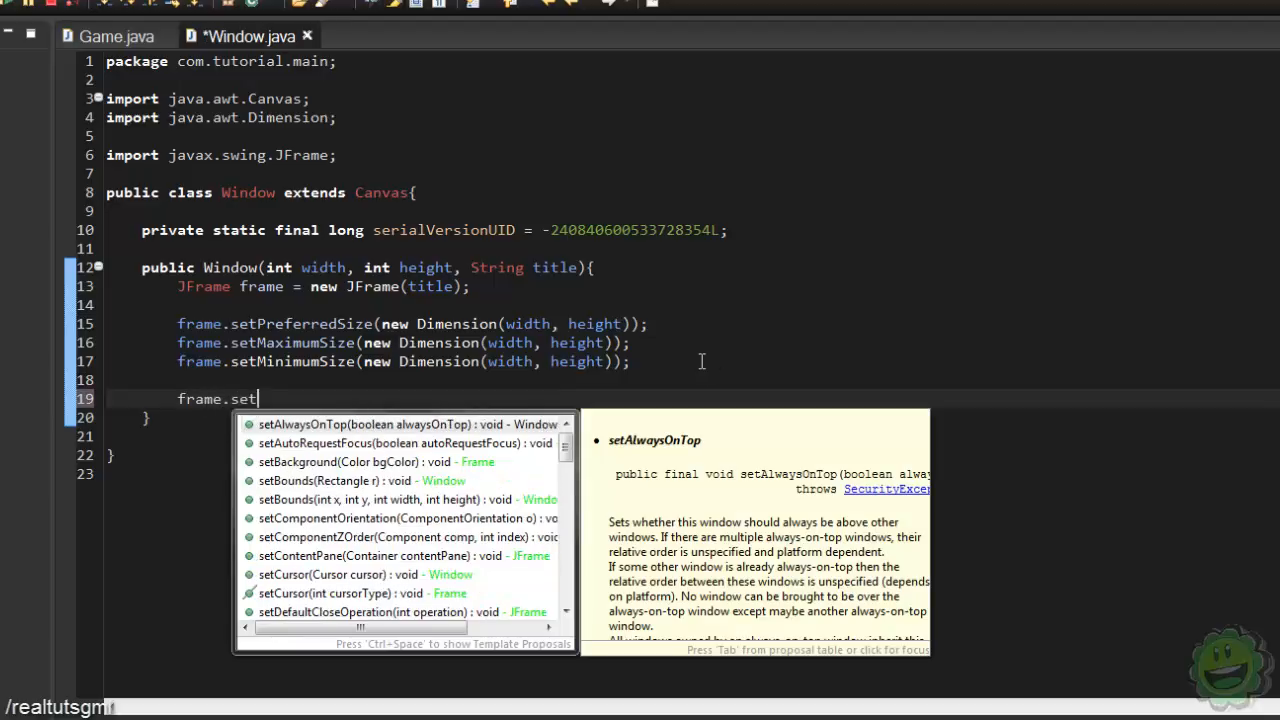 Game.java *Window.java
1 package com.tutorial.main;
2
3 import java.awt.Canvas;
4 import java.awt.Dimension;
5
6 import javax.swing.JFrame;
7
8 public class Window extends Canvas{
9
10 private static final long serialVersionUID = -240840600533728354L;
11
12 public Window(int width, int height, String title){
13 JFrame frame = new JFrame(title);
14
15 frame.setPreferredSize(new Dimension(width, height));
16 frame.setMaximumSize(new Dimension(width, height));
17 frame.setMinimumSize(new Dimension(width, height));
18
19 frame.set
20 }
21
22 }
23
setAlwaysOnTop(boolean alwaysOnTop) : void - Window
setAutoRequestFocus(boolean autoRequestFocus) : void
setBackground(Color bgColor) : void - Frame
setBounds(Rectangle r) : void - Window
setBounds(int x, int y, int width, int height) : void - Windo
setComponentOrientation(ComponentOrientation o) : vo
setComponentZOrder(Component comp, int index) : vo
setContentPane(Container contentPane) : void - JFrame
setCursor(Cursor cursor) : void - Window
setCursor(int cursorType) : void - Frame
setDefaultCloseOperation(int operation) : void - JFrame
Press 'Ctrl+Space' to show Template Proposals
setAlwaysOnTop
public final void setAlwaysOnTop(boolean alway
throws SecurityExcep
Sets whether this window should always be above other
windows. If there are multiple always-on-top windows, their
relative order is unspecified and platform dependent.
If some other window is already always-on-top then the
relative order between these windows is unspecified (depends
on platform). No window can be brought to be over the
always-on-top window except maybe another always-on-top
window.
All windows owned by an always-on-top window inherit this
Press 'Tab' from proposal table or click for focus
/realtutsgml